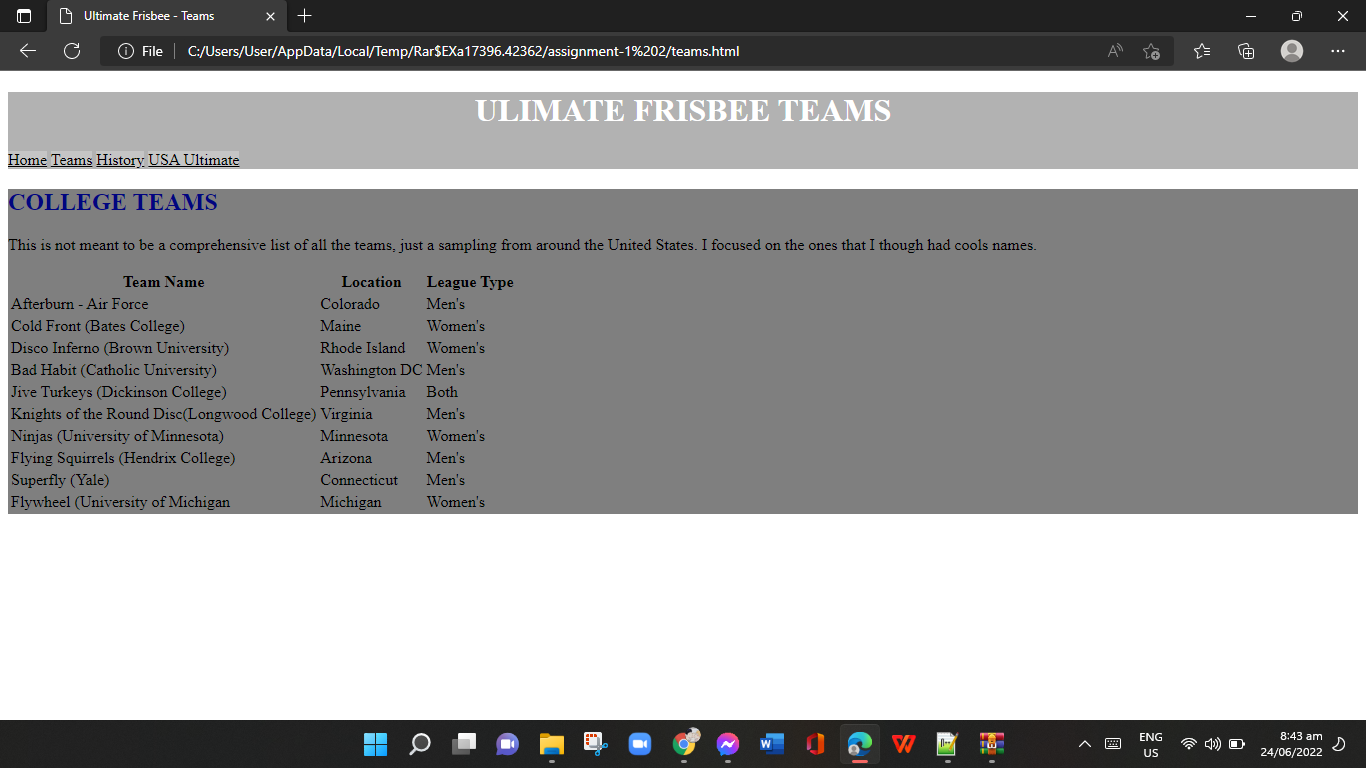 Ultimate Frisbee - Teams
File
C:/Users/User/AppData/Local/Temp/Rar$EXa17396.42362/assignment-1%202/teams.html
ULIMATE FRISBEE TEAMS
Home Teams History USA Ultimate
COLLEGE TEAMS
This is not meant to be a comprehensive list of all the teams, just a sampling from around the United States. I focused on the ones that I though had cools names.
Team Name Location League Type
Afterburn - Air Force Colorado Men's
Cold Front (Bates College) Maine Women's
Disco Inferno (Brown University) Rhode Island Women's
Bad Habit (Catholic University) Washington DC Men's
Jive Turkeys (Dickinson College) Pennsylvania Both
Knights of the Round Disc(Longwood College) Virginia Men's
Ninjas (University of Minnesota) Minnesota Women's
Flying Squirrels (Hendrix College) Arizona Men's
Superfly (Yale) Connecticut Men's
Flywheel (University of Michigan Michigan Women's
ENG
US
8:43 am
24/06/2022